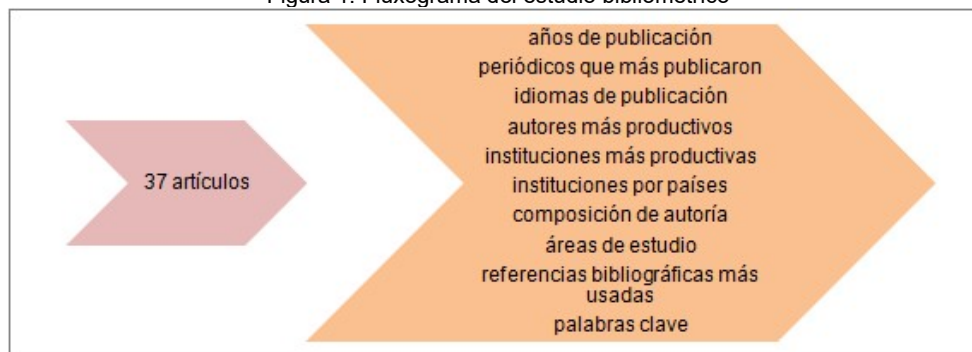 Figura 1. Fluxograma del estudio bibliométrico
37 artículos
años de publicación
periódicos que más publicaron
idiomas de publicación
autores más productivos
instituciones más productivas
instituciones por países
composición de autoría
áreas de estudio
referencias bibliográficas más
usadas
palabras clave